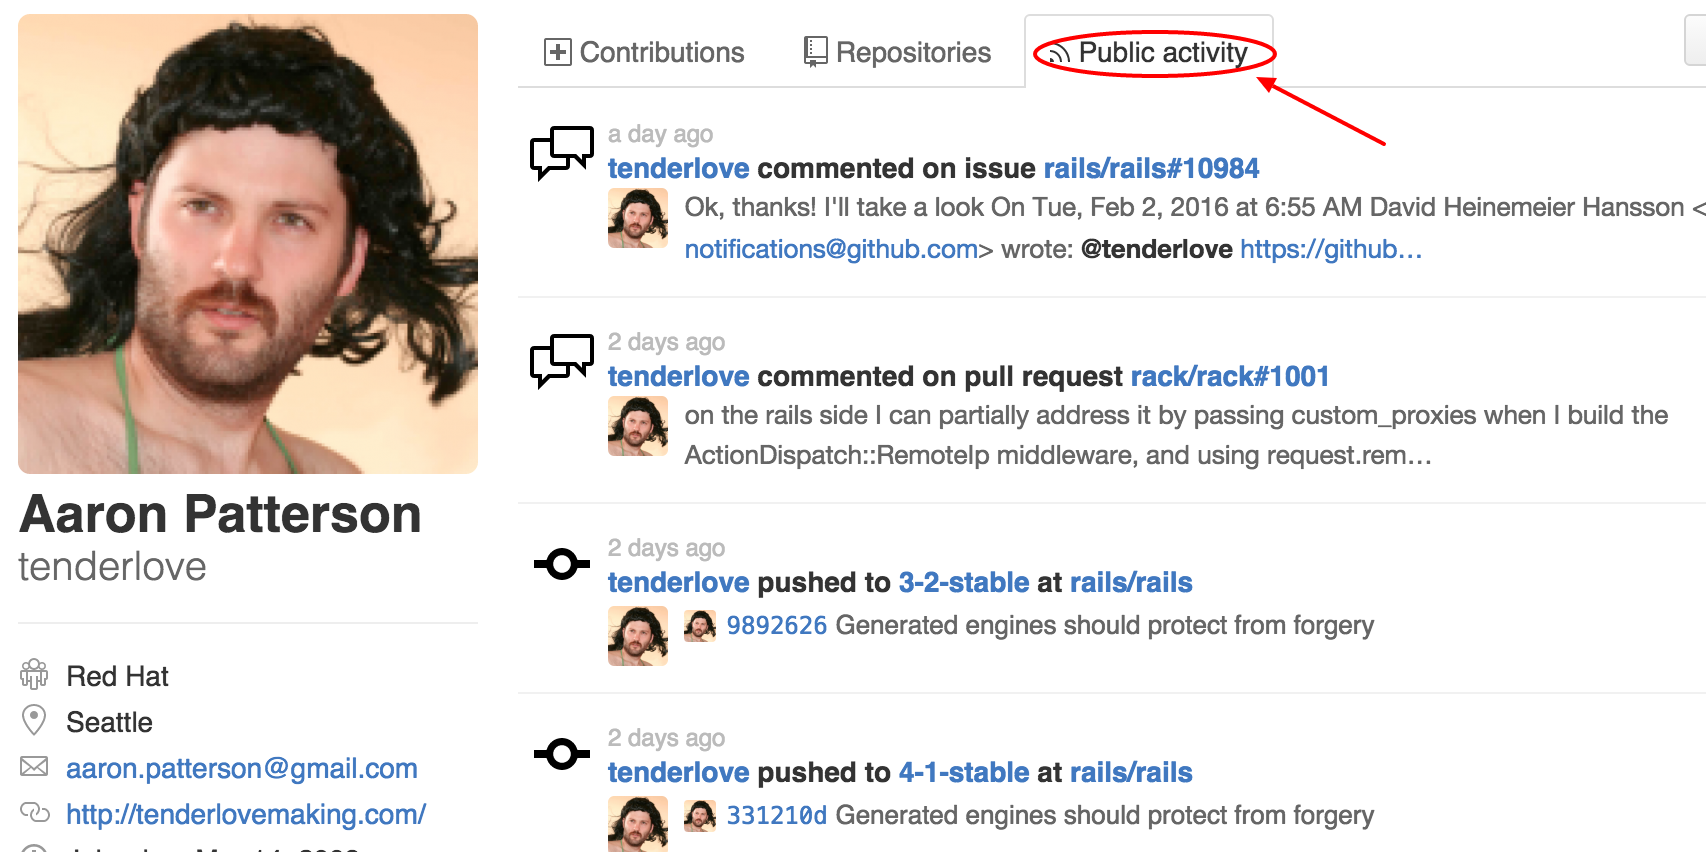 Contributions
Repositories
Public activity
Aaron Patterson
tenderlove
Red Hat
Seattle
aaron.patterson@gmail.com
http://tenderlovemaking.com/
a day ago
tenderlove commented on issue rails/rails#10984
Ok, thanks! I'll take a look On Tue, Feb 2, 2016 at 6:55 AM David Heinemeier Hansson <
notifications@github.com> wrote: @tenderlove https://github…
2 days ago
tenderlove commented on pull request rack/rack#1001
on the rails side I can partially address it by passing custom_proxies when I build the
ActionDispatch::RemoteIp middleware, and using request.rem…
2 days ago
tenderlove pushed to 3-2-stable at rails/rails
9892626 Generated engines should protect from forgery
2 days ago
tenderlove pushed to 4-1-stable at rails/rails
331210d Generated engines should protect from forgery